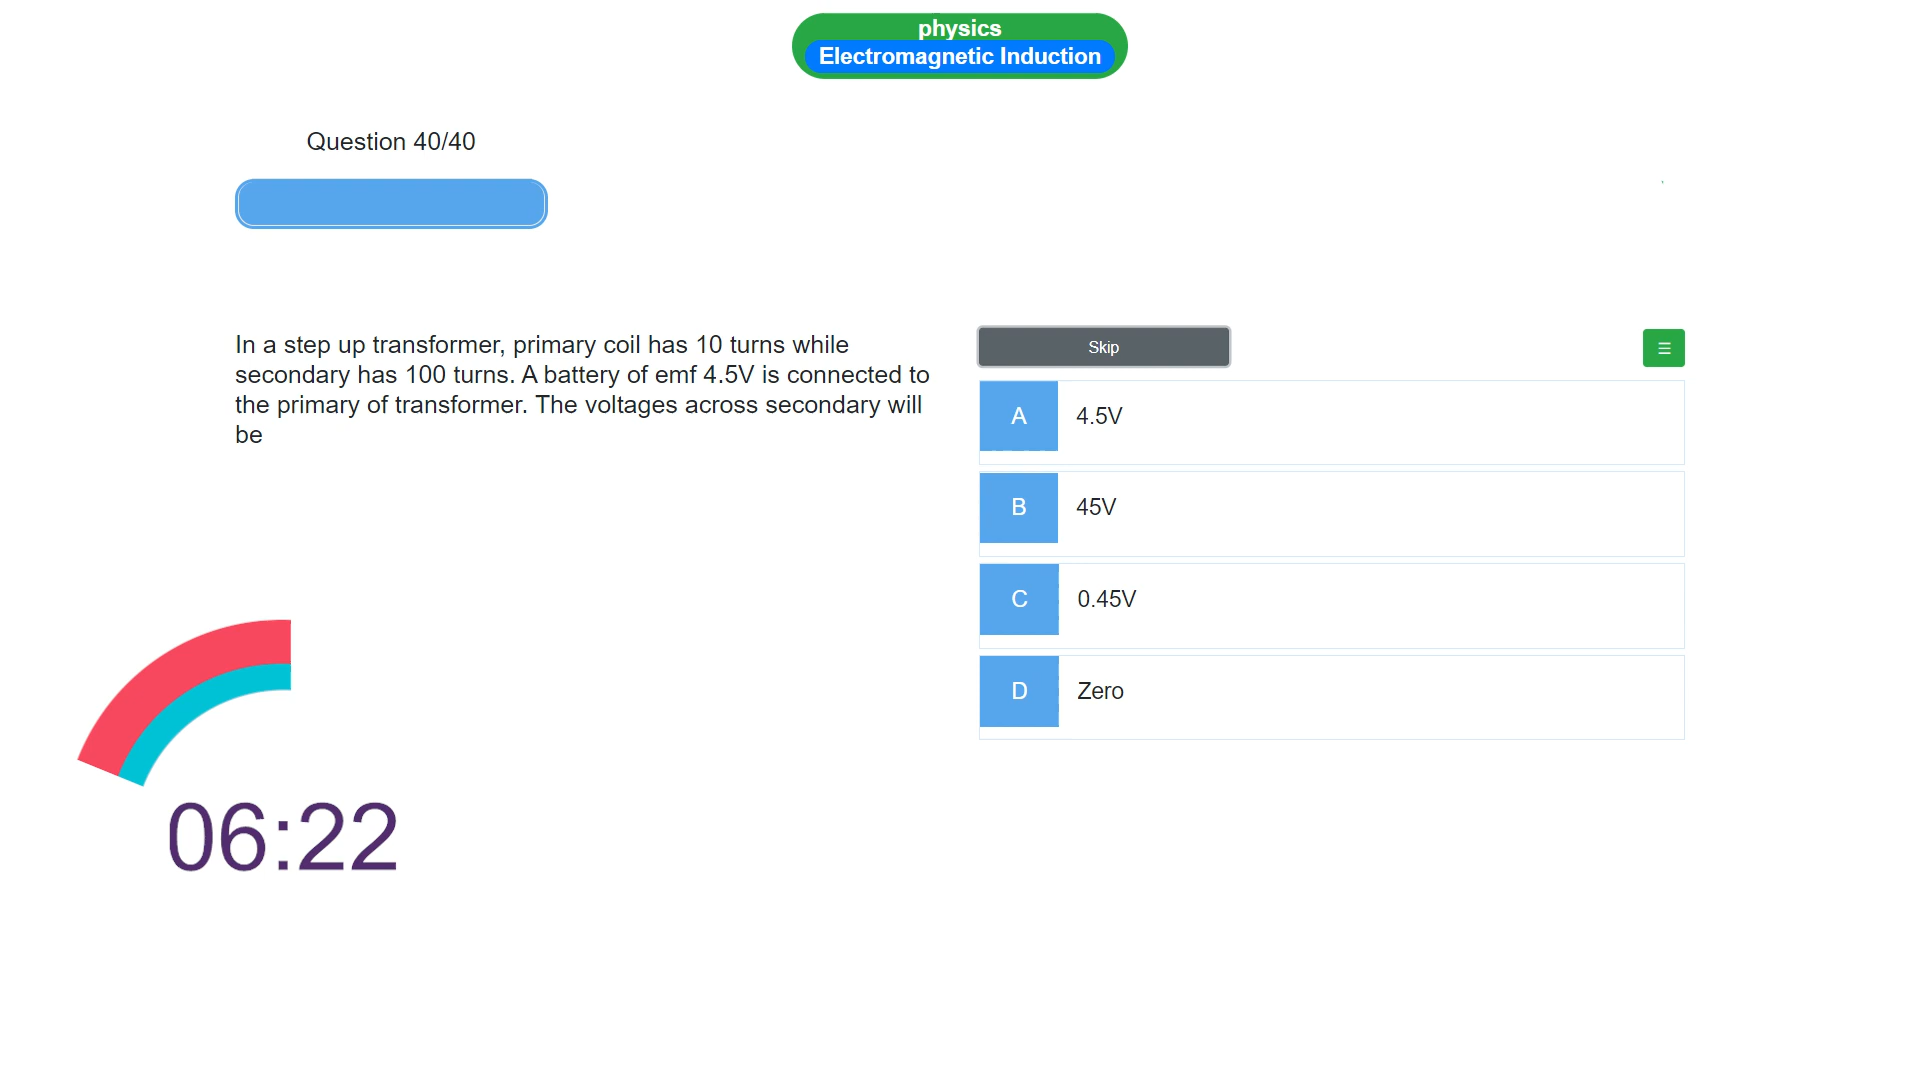 physics
Electromagnetic Induction
Question 40/40
In a step up transformer, primary coil has 10 turns while
secondary has 100 turns. A battery of emf 4.5V is connected to
the primary of transformer. The voltages across secondary will
be
Skip
A 4.5V
B 45V
C 0.45V
D Zero
06:22